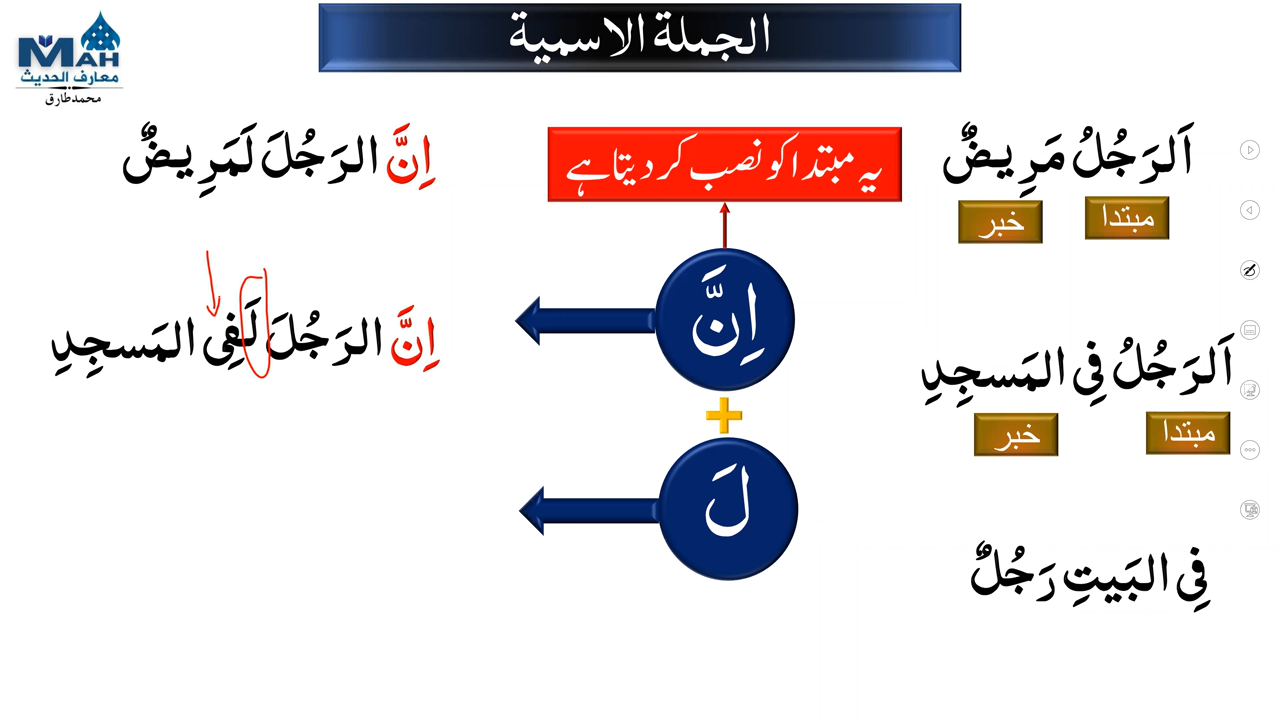 الجملة الاسمية
MAH
معارف الحديث
محمد طارق
اَلرَجُلُ مَرِيضٌ
مبتدا
خبر
یہ مبتدا کو نصب کر دیتا ہے
اِنَّ الرَجُلَ لَمَرِيضٌ
اِنَّ
اَلرَجُلُ فِى المَسجِدِ
مبتدا
خبر
اِنَّ الرَجُلَ لَفِى المَسجِدِ
+
لَ
فِى البَيتِ رَجُلٌ